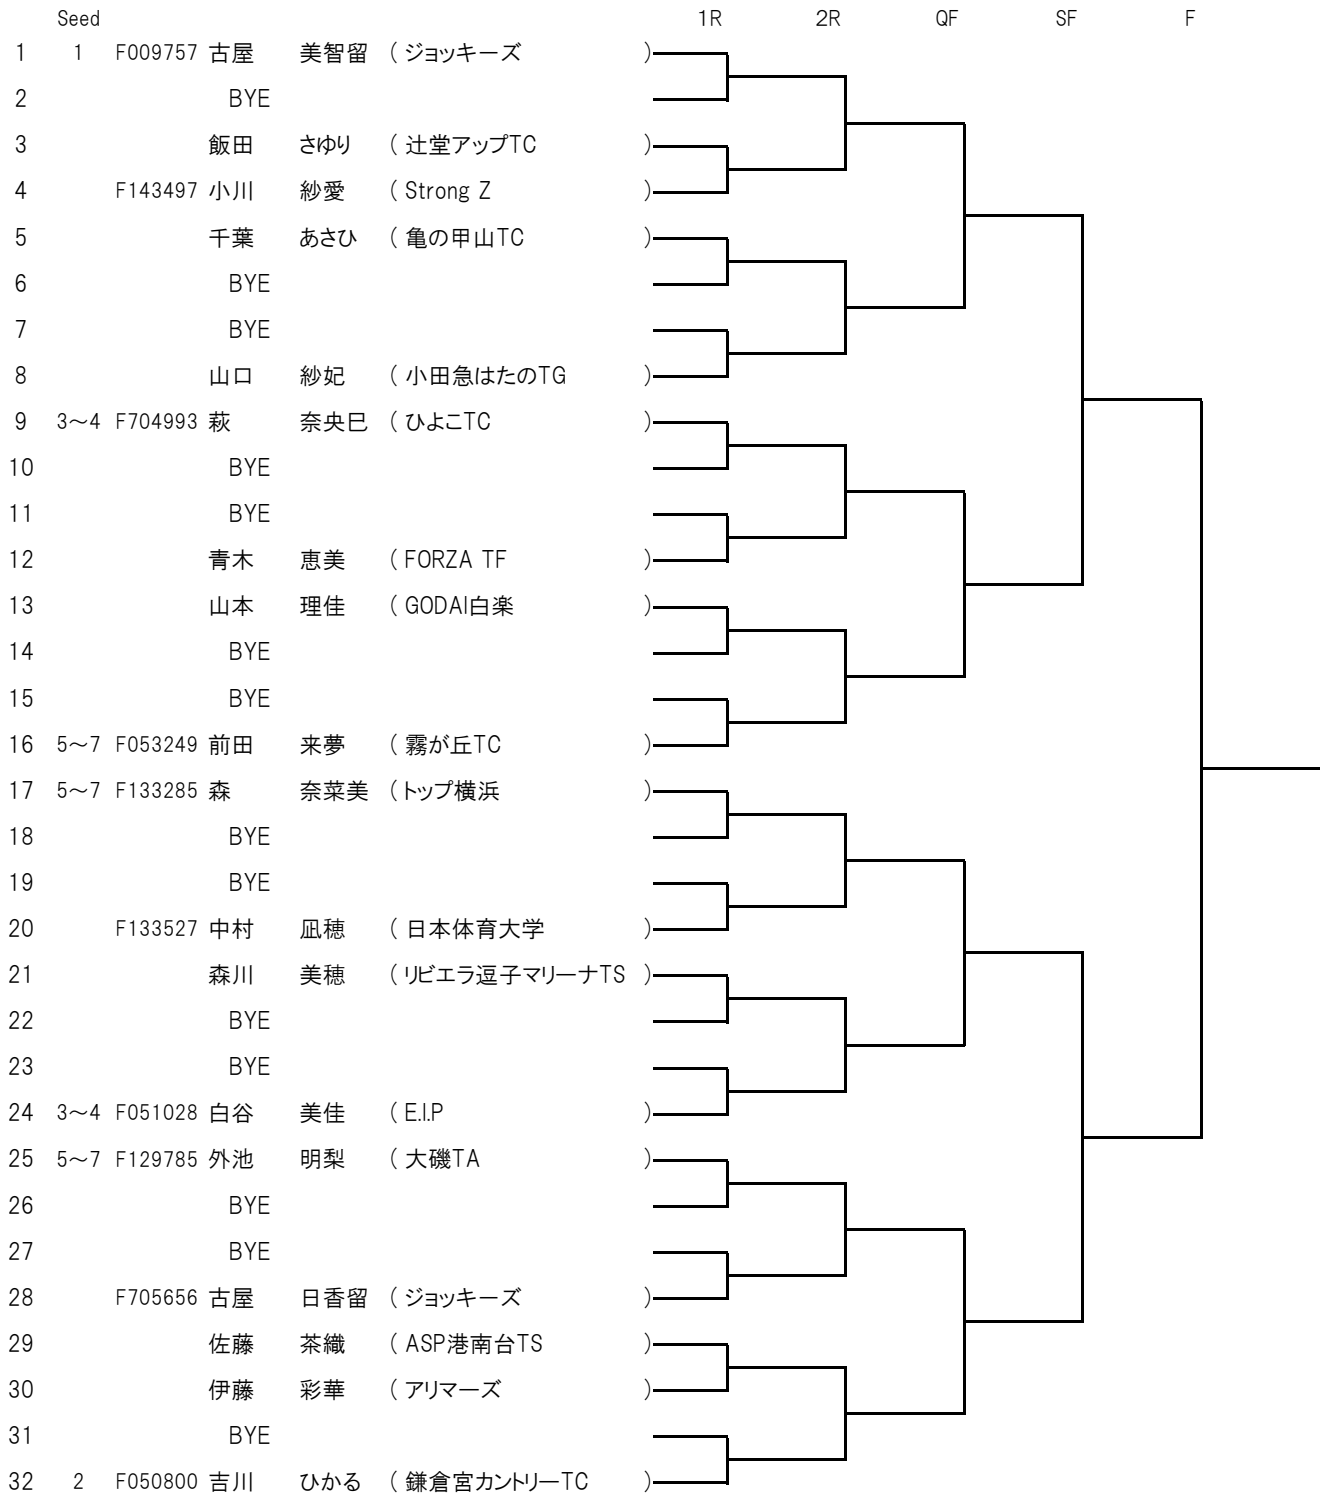 Seed 1R 2R QF SF F
1 1 F009757 古屋 美智留 ( ジョッキーズ )
2 BYE
3 飯田 さゆり ( 辻堂アップTC )
4 F143497 小川 紗愛 ( Strong Z )
5 千葉 あさひ ( 亀の甲山TC )
6 BYE
7 BYE
8 山口 紗妃 ( 小田急はたのTG )
9 3～4 F704993 萩 奈央巳 ( ひよこTC )
10 BYE
11 BYE
12 青木 恵美 ( FORZA TF )
13 山本 理佳 ( GODAI白楽 )
14 BYE
15 BYE
16 5～7 F053249 前田 来夢 ( 霧が丘TC )
17 5～7 F133285 森 奈菜美 ( トップ横浜 )
18 BYE
19 BYE
20 F133527 中村 凪穂 ( 日本体育大学 )
21 森川 美穂 ( リビエラ逗子マリーナTS )
22 BYE
23 BYE
24 3～4 F051028 白谷 美佳 ( E.I.P )
25 5～7 F129785 外池 明梨 ( 大磯TA )
26 BYE
27 BYE
28 F705656 古屋 日香留 ( ジョッキーズ )
29 佐藤 茶織 ( ASP港南台TS )
30 伊藤 彩華 ( アリマーズ )
31 BYE
32 2 F050800 吉川 ひかる ( 鎌倉宮カントリーTC )